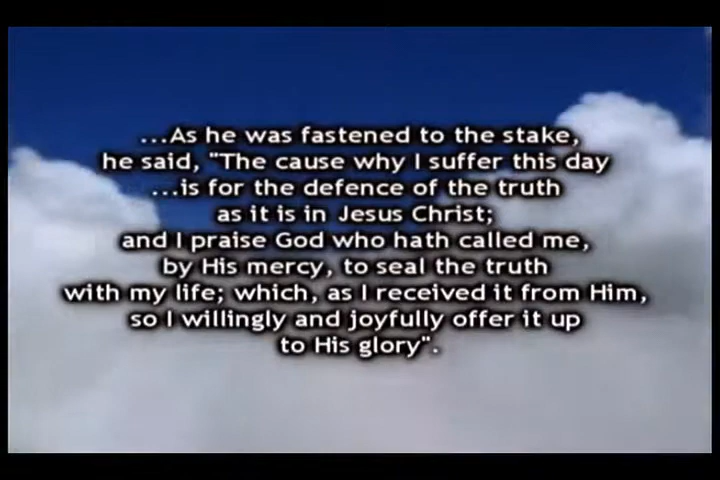 ...As he was fastened to the stake,
he said, "The cause why I suffer this day
...is for the defence of the truth
as it is in Jesus Christ;
and I praise God who hath called me,
by His mercy, to seal the truth
with my life; which, as I received it from Him,
so I willingly and joyfully offer it up
to His glory".